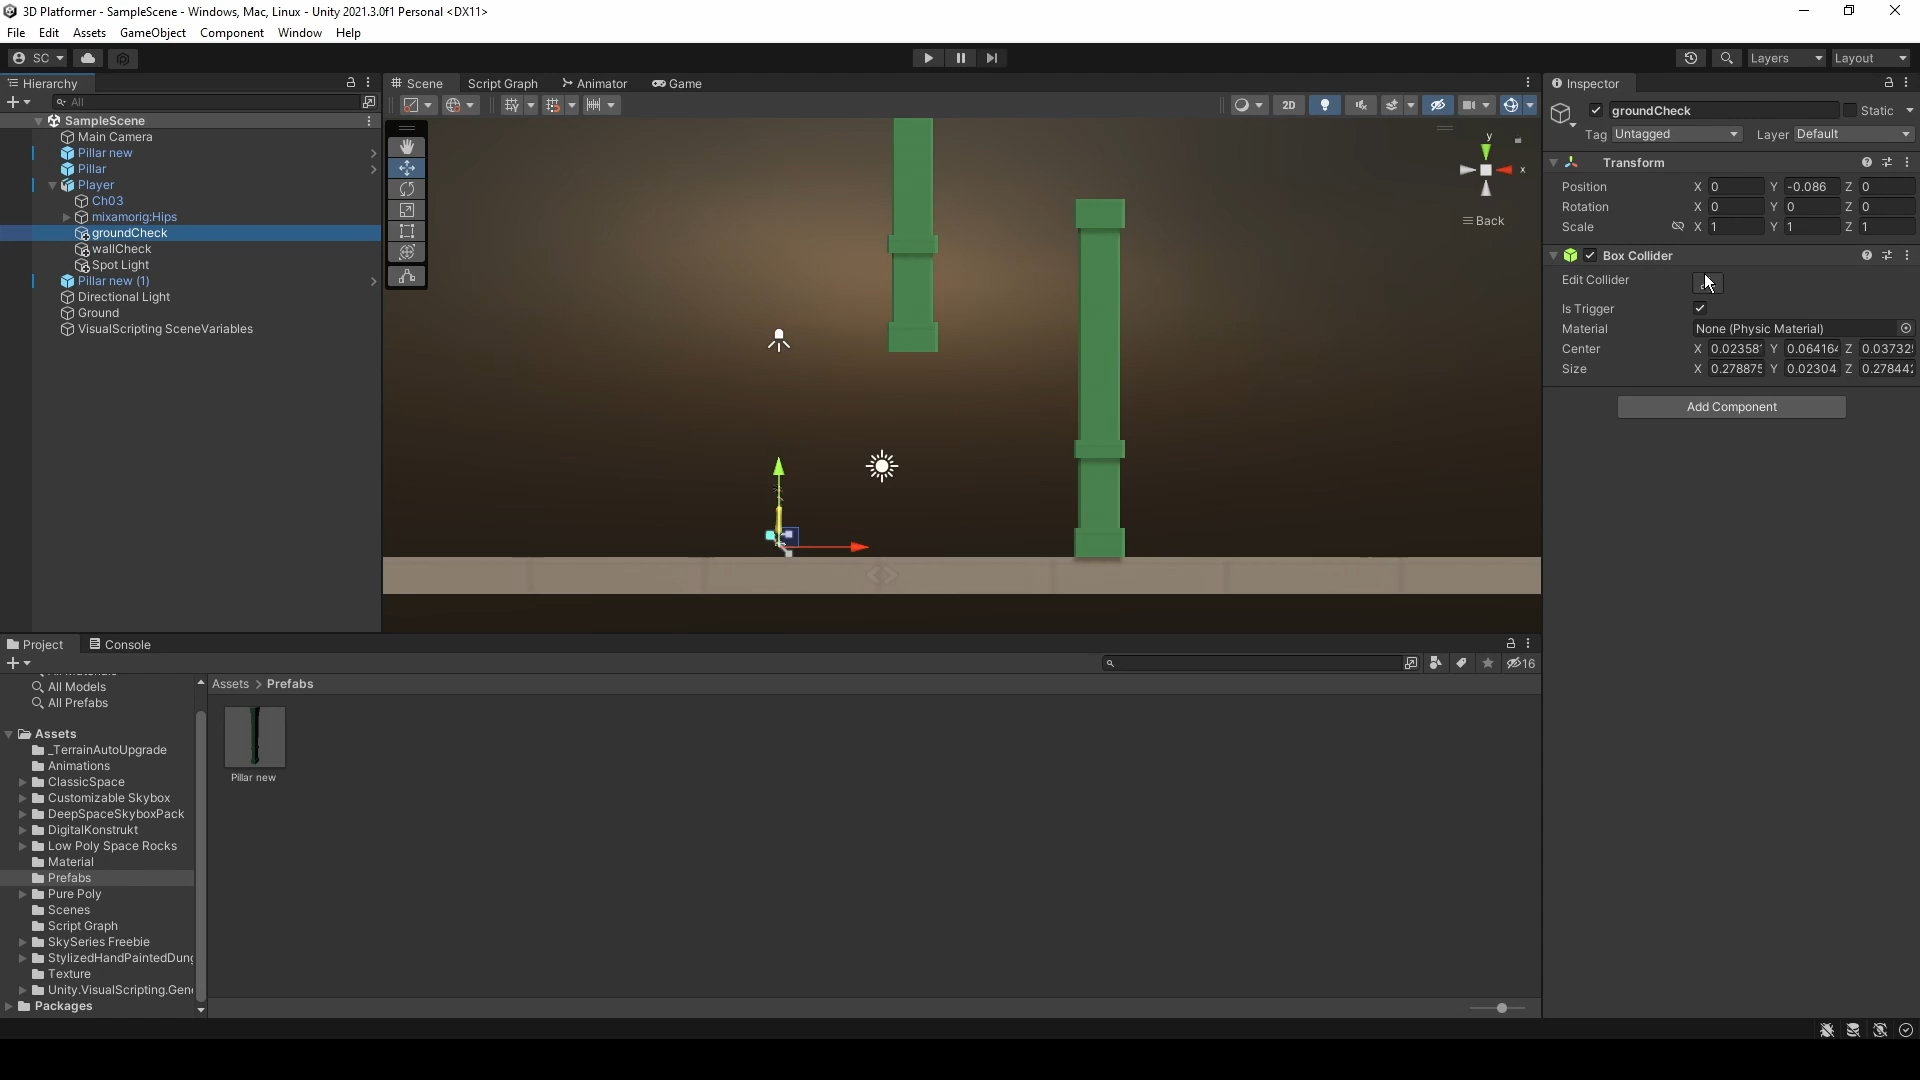 3D Platformer - SampleScene - Windows, Mac, Linux - Unity 2021.3.0f1 Personal <DX11>
File Edit Assets GameObject Component Window Help
SC
Layers Layout
Hierarchy
All
SampleScene
Main Camera
Pillar new
Pillar
Player
Ch03
mixamorig:Hips
groundCheck
wallCheck
Spot Light
Pillar new (1)
Directional Light
Ground
VisualScripting SceneVariables
Scene Script Graph Animator Game
2D
y
x
Back
Inspector
groundCheck Static
Tag Untagged Layer Default
Transform
Position X 0 Y -0.086 Z 0
Rotation X 0 Y 0 Z 0
Scale X 1 Y 1 Z 1
Box Collider
Edit Collider
Is Trigger
Material None (Physic Material)
Center X 0.02358 Y 0.06416 Z 0.03732
Size X 0.278875 Y 0.02304 Z 0.27844
Add Component
Project Console
16
All Models
All Prefabs
Assets
_TerrainAutoUpgrade
Animations
ClassicSpace
Customizable Skybox
DeepSpaceSkyboxPack
DigitalKonstrukt
Low Poly Space Rocks
Material
Prefabs
Pure Poly
Scenes
Script Graph
SkySeries Freebie
StylizedHandPaintedDun
Texture
Unity.VisualScripting.Gen
Packages
Assets > Prefabs
Pillar new